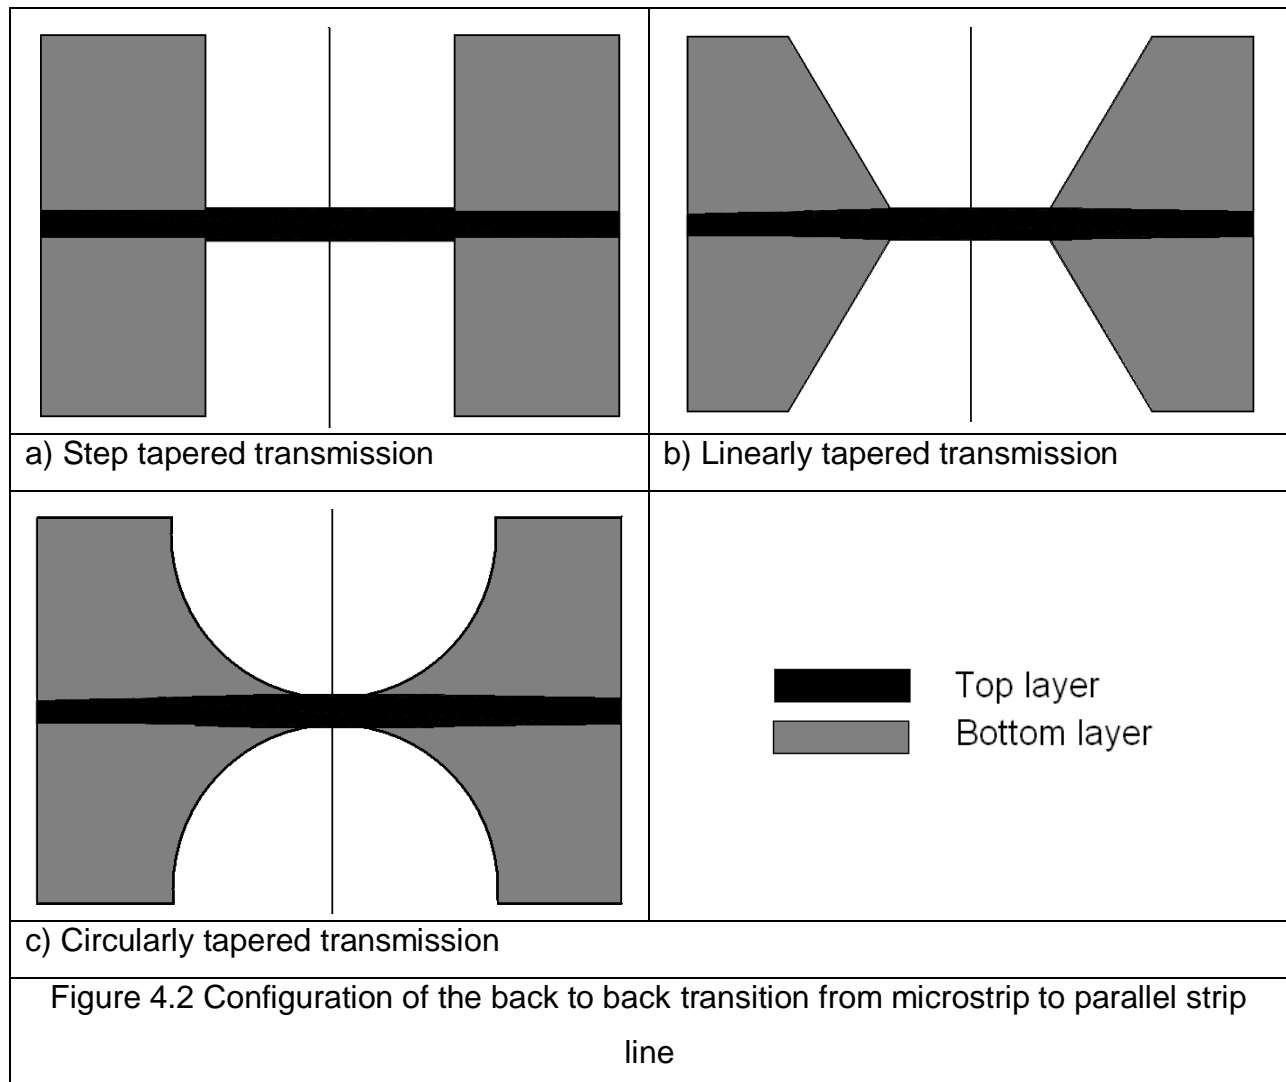 a) Step tapered transmission
b) Linearly tapered transmission
Top layer
Bottom layer
c) Circularly tapered transmission
Figure 4.2 Configuration of the back to back transition from microstrip to parallel strip
line